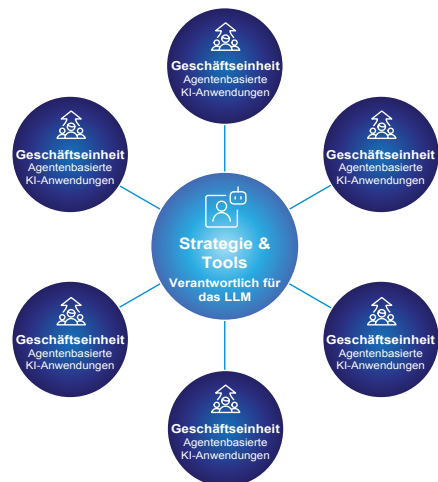 Geschäftseinheit
Agentenbasierte
KI-Anwendungen
Geschäftseinheit
Agentenbasierte
KI-Anwendungen
Geschäftseinheit
Agentenbasierte
KI-Anwendungen
Strategie &
Tools
Verantwortlich für
das LLM
Geschäftseinheit
Agentenbasierte
KI-Anwendungen
Geschäftseinheit
Agentenbasierte
KI-Anwendungen
Geschäftseinheit
Agentenbasierte
KI-Anwendungen